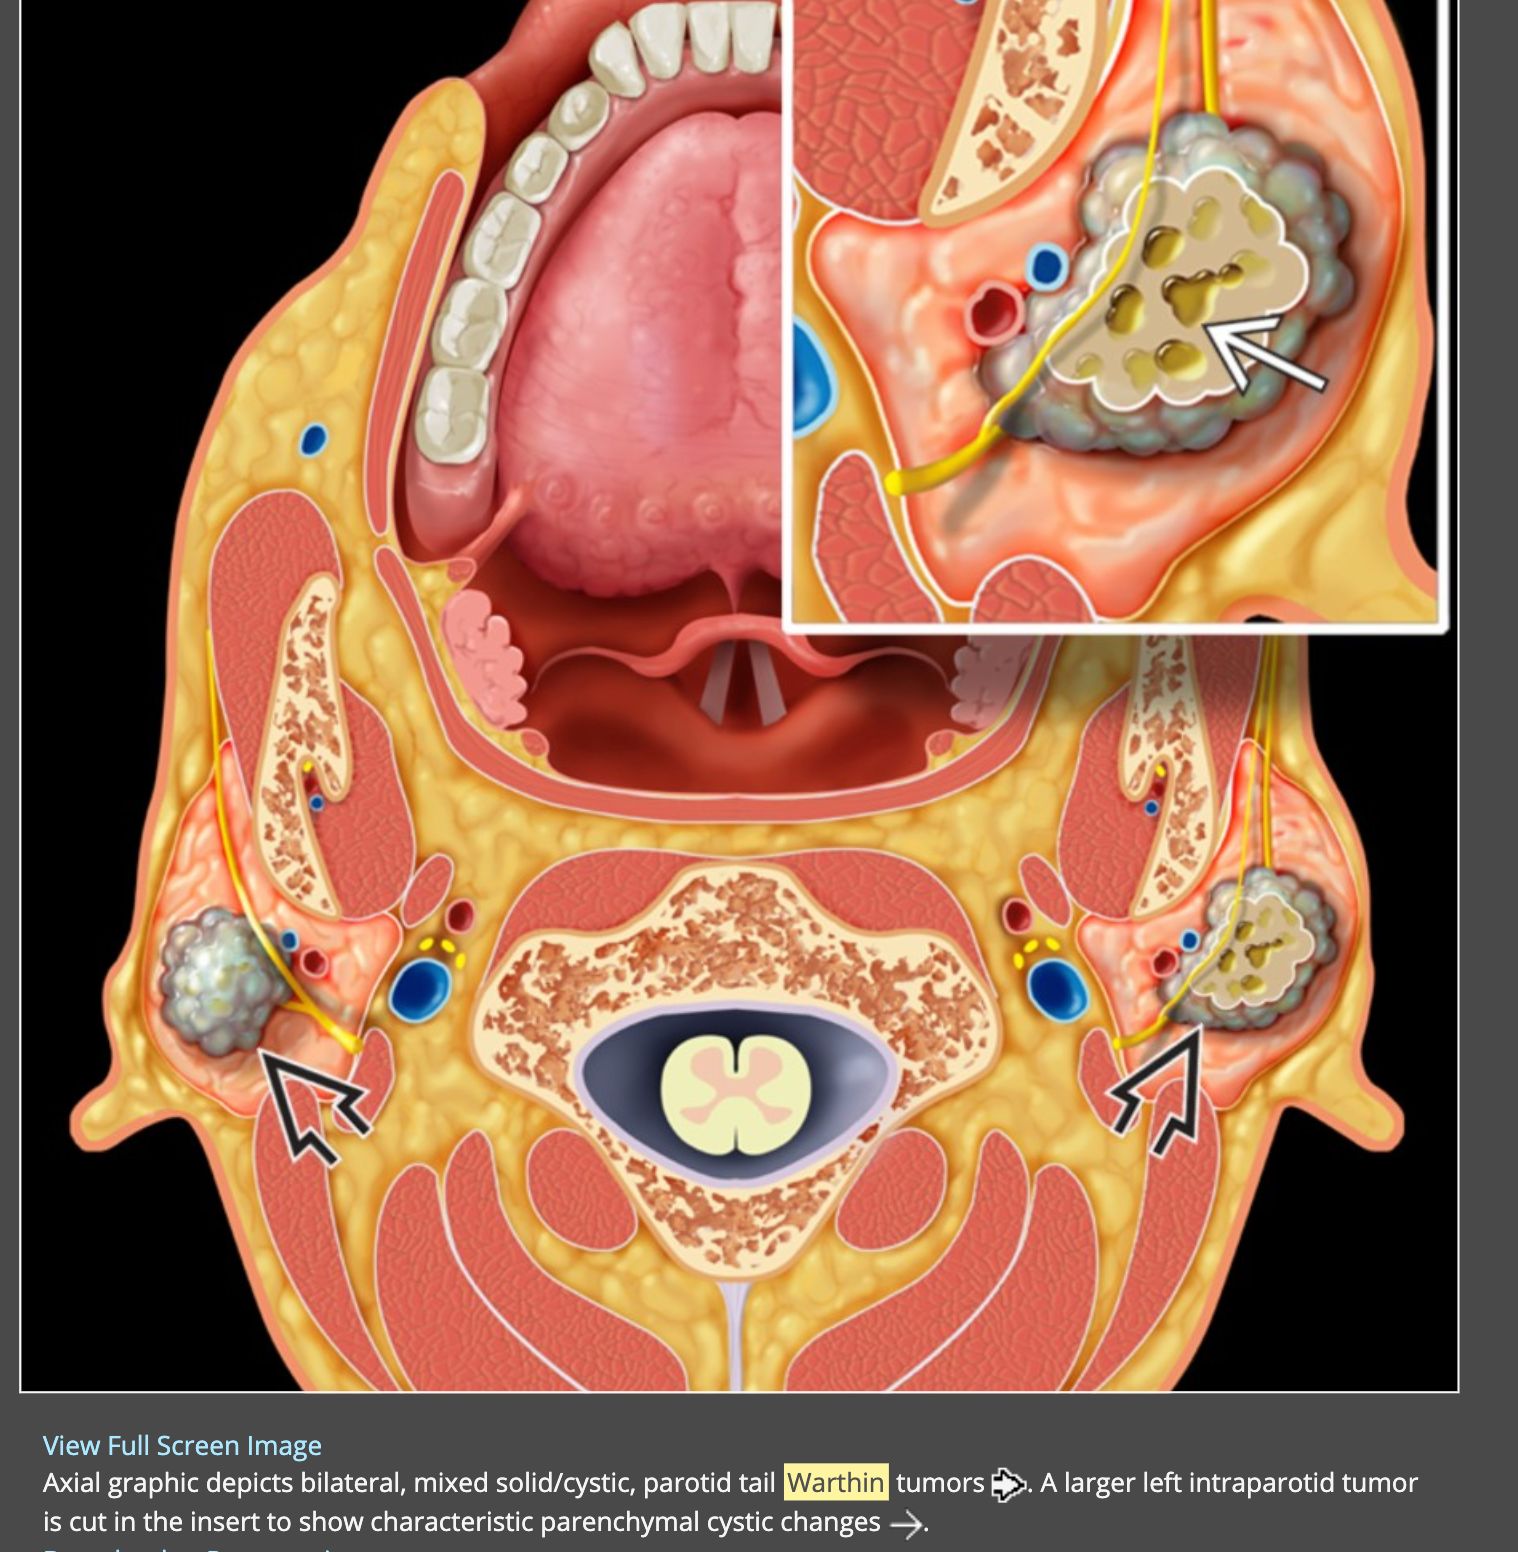 View Full Screen Image
Axial graphic depicts bilateral, mixed solid/cystic, parotid tail Warthin tumors. A larger left intraparotid tumor
is cut in the insert to show characteristic parenchymal cystic changes.